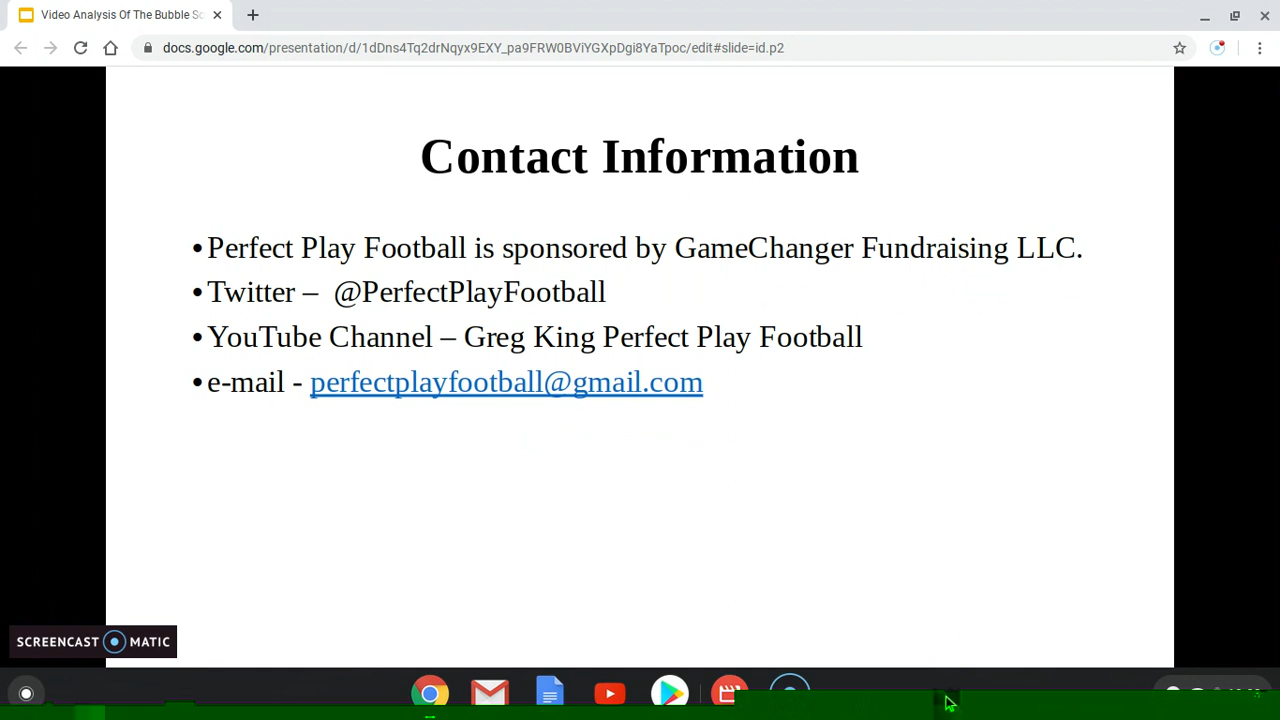 Video Analysis Of The Bubble Sc
docs.google.com/presentation/d/1dDns4Tq2drNqyx9EXY_pa9FRW0BViYGXpDgi8YaTpoc/edit#slide=id.p2
Contact Information
•Perfect Play Football is sponsored by GameChanger Fundraising LLC.
•Twitter – @PerfectPlayFootball
•YouTube Channel – Greg King Perfect Play Football
•e-mail - perfectplayfootball@gmail.com
SCREENCAST MATIC